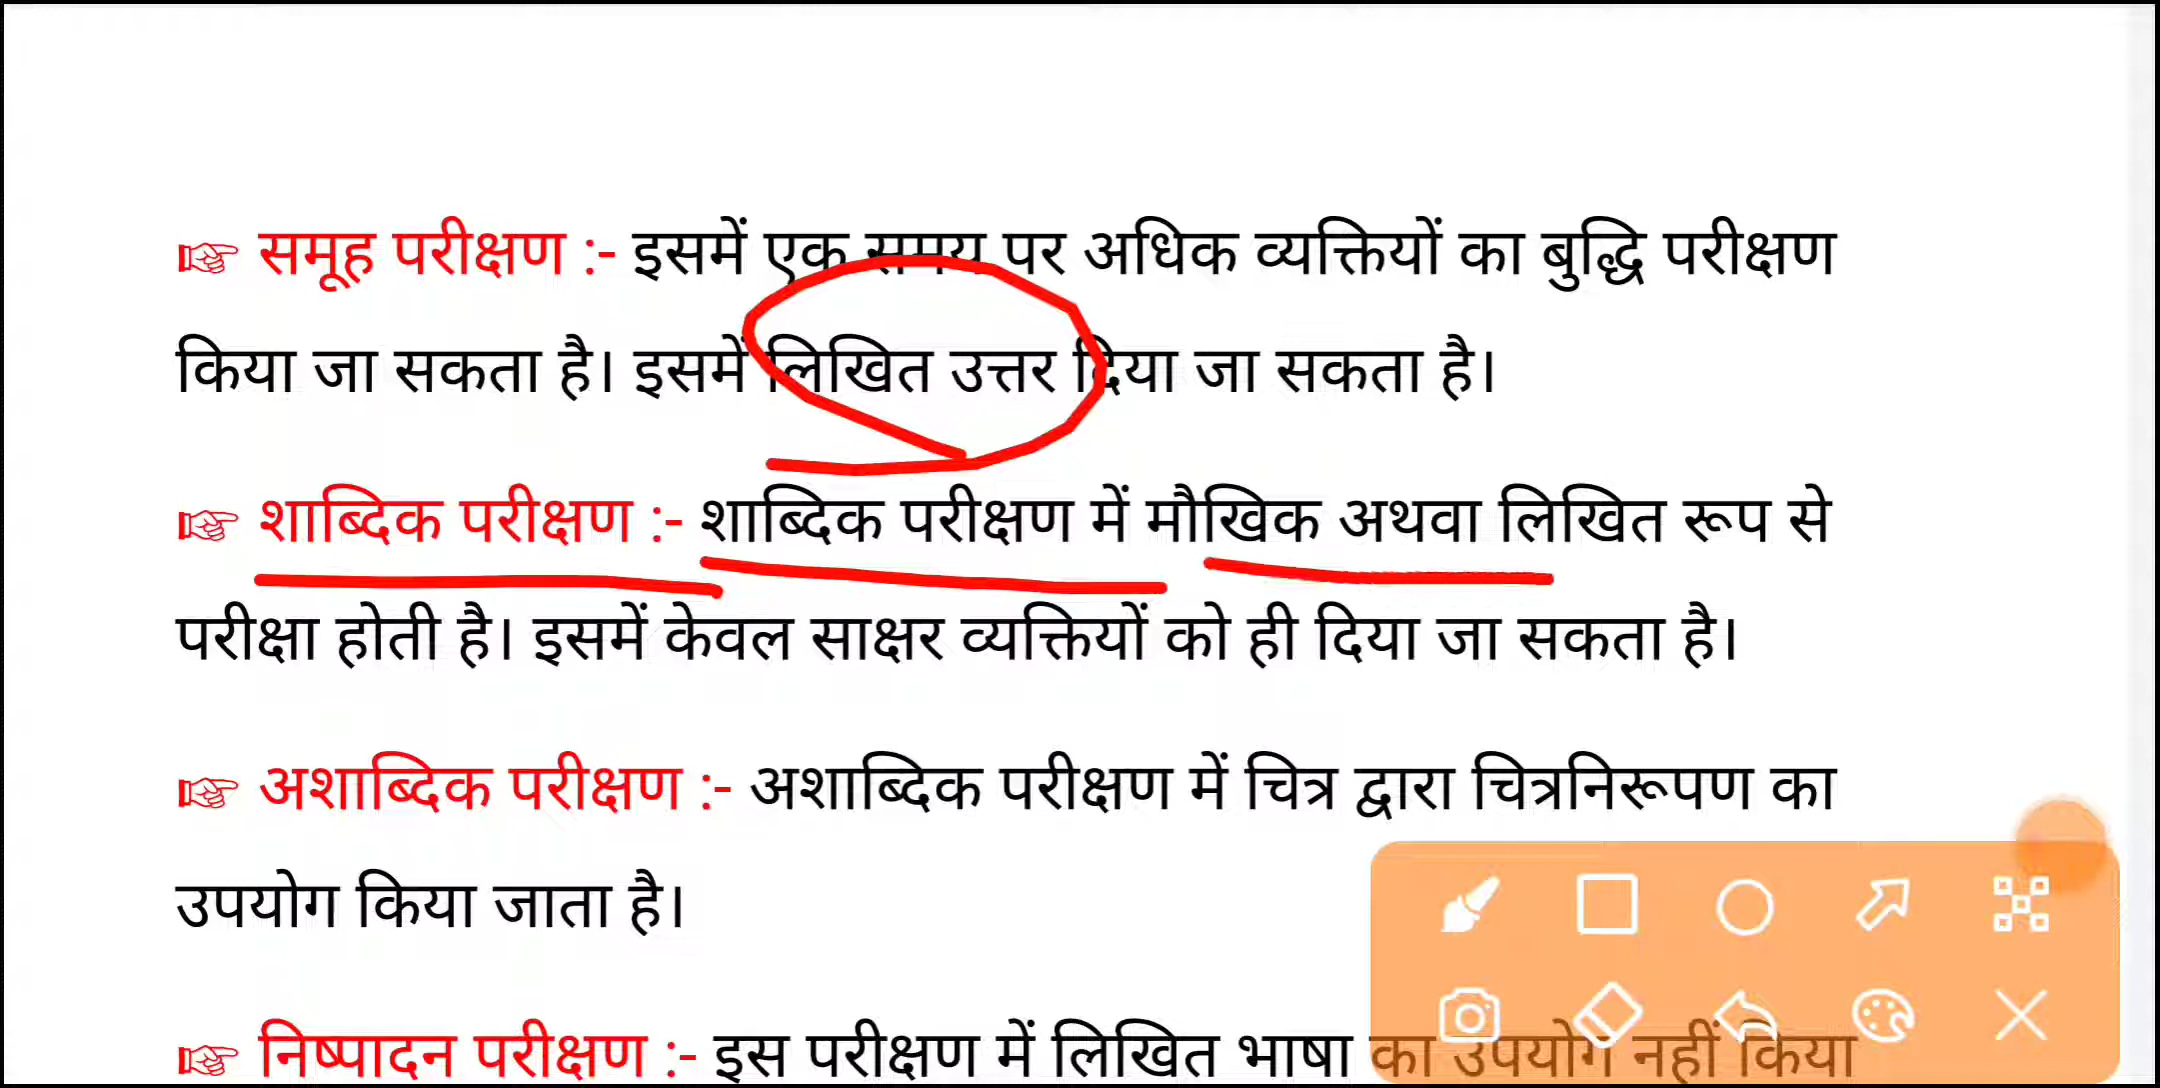 ☞ समूह परीक्षण :- इसमें एक समय पर अधिक व्यक्तियों का बुद्धि परीक्षण
किया जा सकता है। इसमें लिखित उत्तर दिया जा सकता है।
☞ शाब्दिक परीक्षण :- शाब्दिक परीक्षण में मौखिक अथवा लिखित रूप से
परीक्षा होती है। इसमें केवल साक्षर व्यक्तियों को ही दिया जा सकता है।
☞ अशाब्दिक परीक्षण :- अशाब्दिक परीक्षण में चित्र द्वारा चित्रनिरूपण का
उपयोग किया जाता है।
☞ निष्पादन परीक्षण :- इस परीक्षण में लिखित भाषा का उपयोग नहीं किया